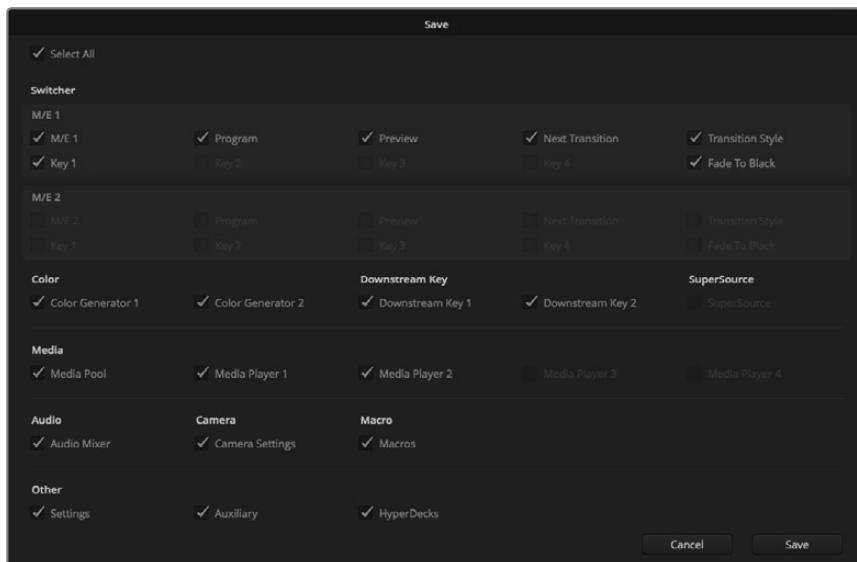 Save
Select All
Switcher
M/E 1
M/E 1 Program Preview Next Transition Transition Style
Key 1 Key 2 Key 3 Key 4 Fade To Black
M/E 2
M/E 2 Program Preview Next Transition Transition Style
Key 1 Key 2 Key 3 Key 4 Fade To Black
Color Downstream Key SuperSource
Color Generator 1 Color Generator 2 Downstream Key 1 Downstream Key 2 SuperSource
Media
Media Pool Media Player 1 Media Player 2 Media Player 3 Media Player 4
Audio Camera Macro
Audio Mixer Camera Settings Macros
Other
Settings Auxiliary HyperDecks
Cancel Save